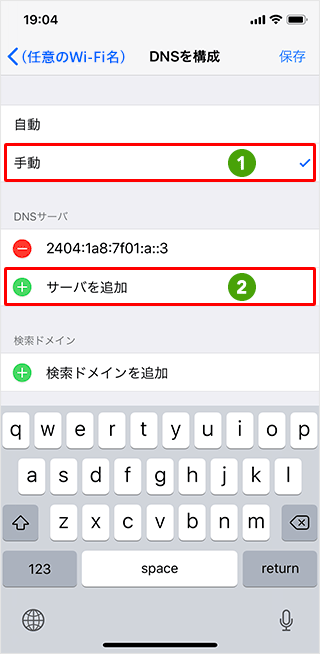 19:04
(任意のWi-Fi名) DNSを構成 保存
自動
手動 1
DNSサーバ
2404:1a8:7f01:a::3
サーバを追加 2
検索ドメイン
検索ドメインを追加
q w e r t y u i o p
a s d f g h j k l
z x c v b n m
123 space return